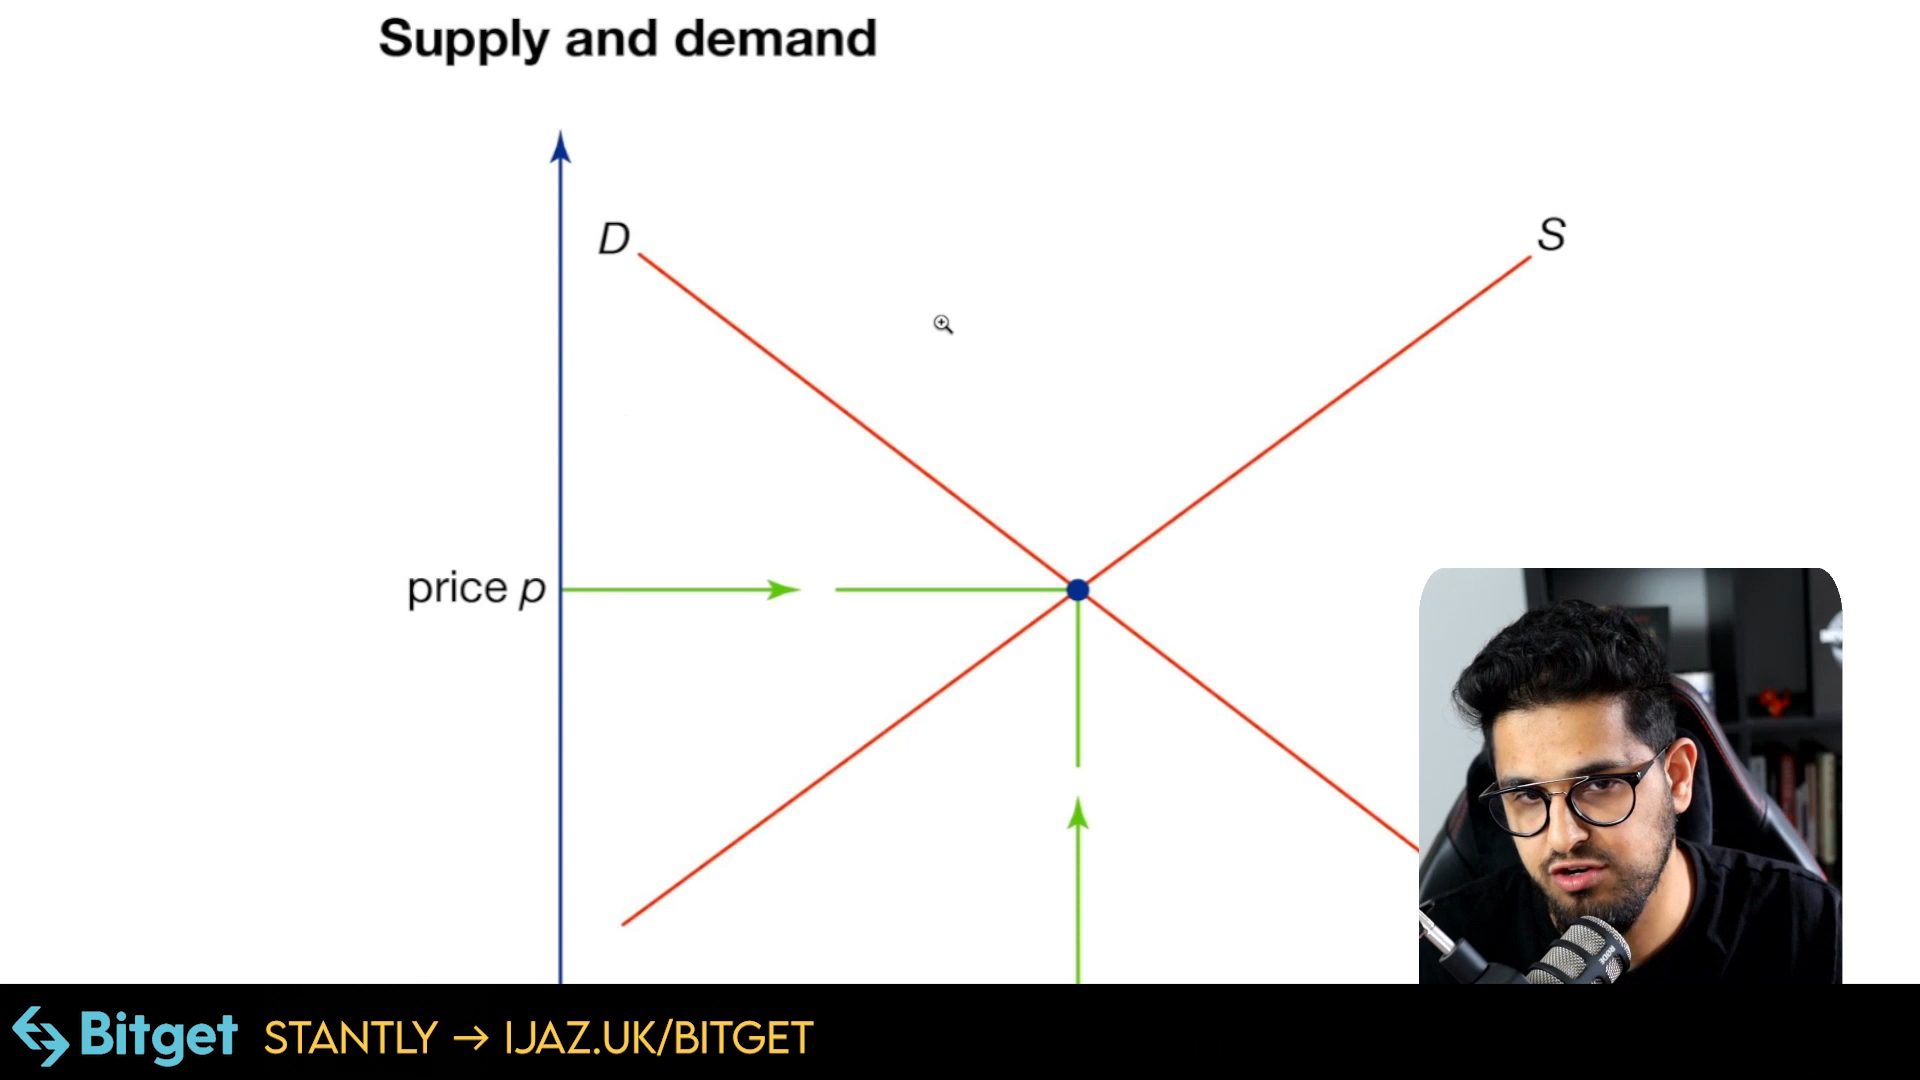 Supply and demand
D
S
price p
Bitget STANTLY → IJAZ.UK/BITGET